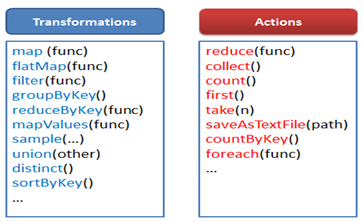 Transformations
map (func)
flatMap(func)
filter(func)
groupByKey()
reduceByKey(func)
mapValues(func)
sample(...)
union(other)
distinct()
sortByKey()
...
Actions
reduce(func)
collect()
count()
first()
take(n)
saveAsTextFile(path)
countByKey()
foreach(func)
...